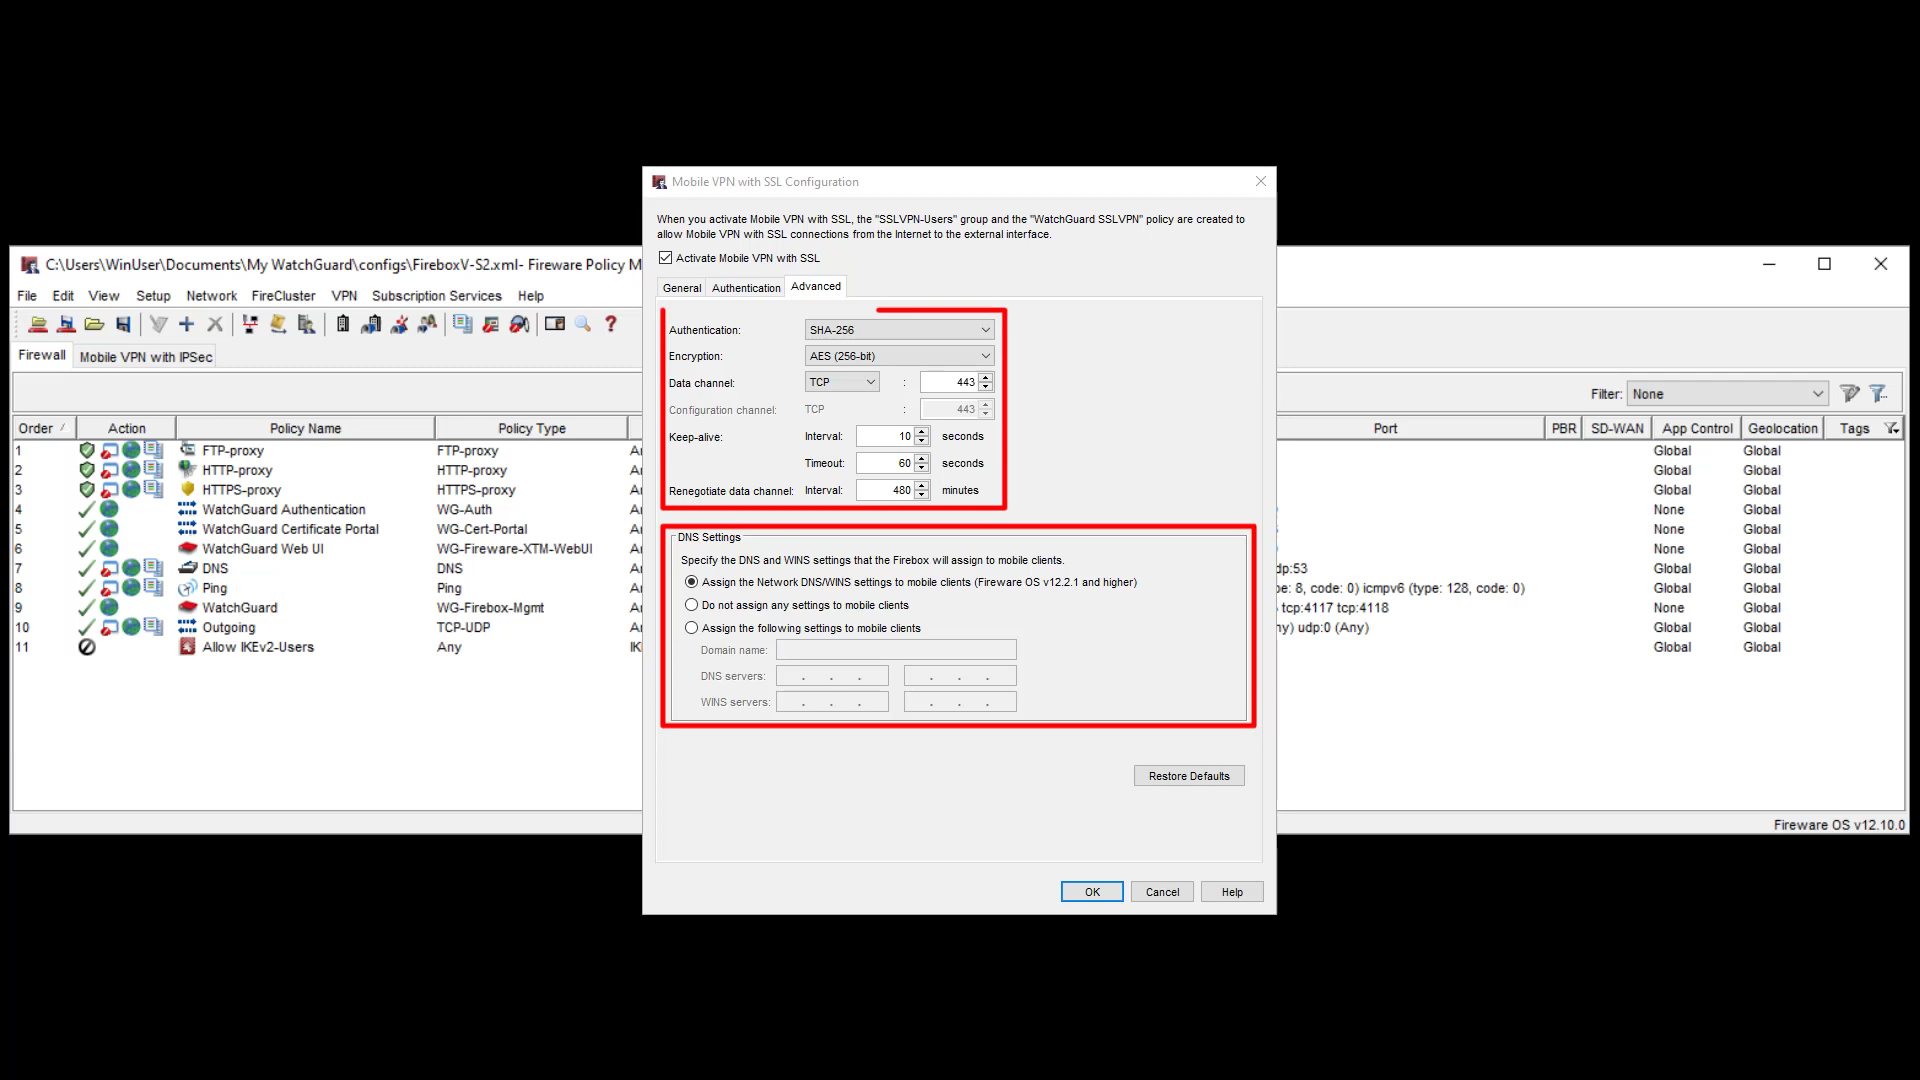 Mobile VPN with SSL Configuration
When you activate Mobile VPN with SSL, the "SSLVPN-Users" group and the "WatchGuard SSLVPN" policy are created to
allow Mobile VPN with SSL connections from the Internet to the external interface.
Activate Mobile VPN with SSL
General Authentication Advanced
Authentication: SHA-256
Encryption: AES (256-bit)
Data channel: TCP : 443
Configuration channel: TCP : 443
Keep-alive: Interval: 10 seconds
Timeout: 60 seconds
Renegotiate data channel: Interval: 480 minutes
DNS Settings
Specify the DNS and WINS settings that the Firebox will assign to mobile clients.
Assign the Network DNS/WINS settings to mobile clients (Fireware OS v12.2.1 and higher)
Do not assign any settings to mobile clients
Assign the following settings to mobile clients
Domain name:
DNS servers: . . . . . .
WINS servers: . . . . . .
Restore Defaults
OK Cancel Help
C:\Users\WinUser\Documents\My WatchGuard\configs\FireboxV-S2.xml- Fireware Policy M
File Edit View Setup Network FireCluster VPN Subscription Services Help
Firewall Mobile VPN with IPSec
Filter: None
Order / Action Policy Name Policy Type Port PBR SD-WAN App Control Geolocation Tags
1 FTP-proxy FTP-proxy Global Global
2 HTTP-proxy HTTP-proxy Global Global
3 HTTPS-proxy HTTPS-proxy Global Global
4 WatchGuard Authentication WG-Auth None Global
5 WatchGuard Certificate Portal WG-Cert-Portal None Global
6 WatchGuard Web UI WG-Fireware-XTM-WebUI None Global
7 DNS DNS dp:53 Global Global
8 Ping Ping pe: 8, code: 0) icmpv6 (type: 128, code: 0) Global Global
9 WatchGuard WG-Firebox-Mgmt tcp:4117 tcp:4118 None Global
10 Outgoing TCP-UDP ny) udp:0 (Any) Global Global
11 Allow IKEv2-Users Any Global Global
Fireware OS v12.10.0